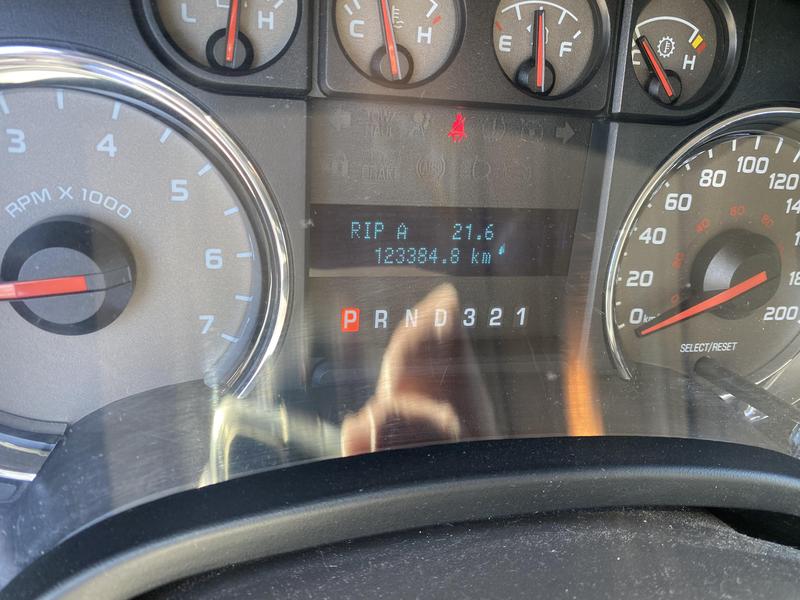 L H
C H
E F
H
3 4 5 6 7
RPM X 1000
RIP A 21.6
123384.8 km
P R N D 3 2 1
0 20 40 60 80 100 120
200
SELECT/RESET